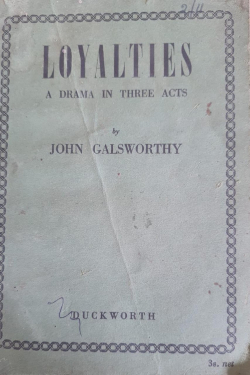 LOYALTIES
A DRAMA IN THREE ACTS
by
JOHN GALSWORTHY
DUCKWORTH
3s. net